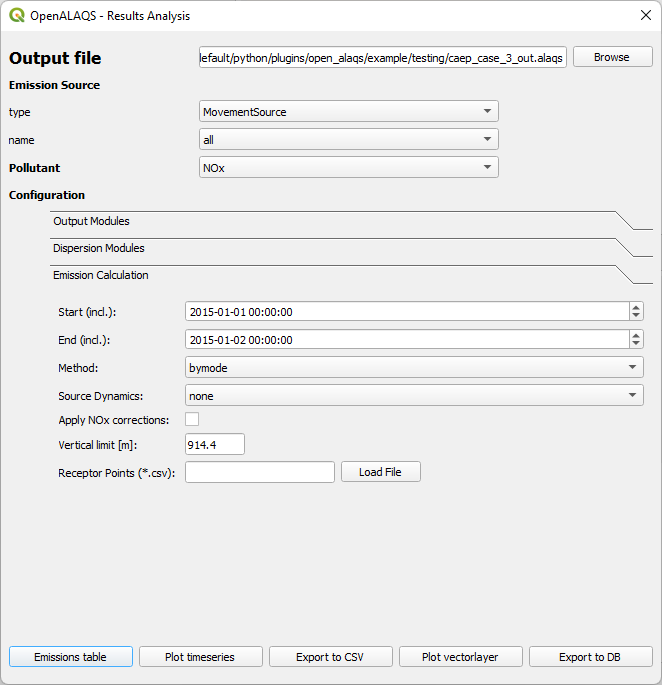 OpenALAQS - Results Analysis
Output file
lefault/python/plugins/open_alaqs/example/testing/caep_case_3_out.alaqs
Browse
Emission Source
type
MovementSource
name
all
Pollutant
NOx
Configuration
Output Modules
Dispersion Modules
Emission Calculation
Start (incl.):
2015-01-01 00:00:00
End (incl.):
2015-01-02 00:00:00
Method:
bymode
Source Dynamics:
none
Apply NOx corrections:
Vertical limit [m]:
914.4
Receptor Points (*.csv):
Load File
Emissions table
Plot timeseries
Export to CSV
Plot vectorlayer
Export to DB